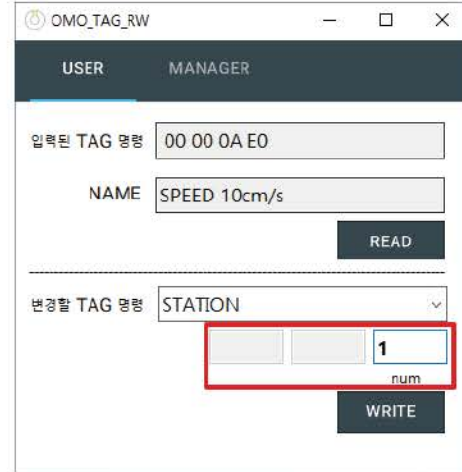 OMO_TAG_RW
USER MANAGER
입력된 TAG 명령 00 00 0A E0
NAME SPEED 10cm/s
READ
변경할 TAG 명령 STATION
1
num
WRITE